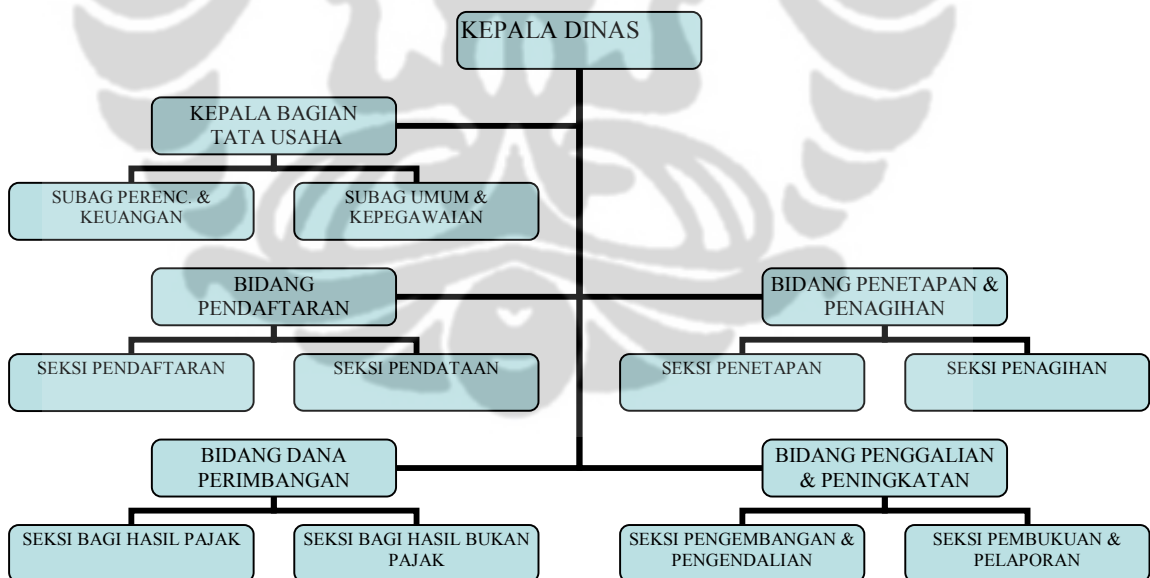 KEPALA DINAS
KEPALA BAGIAN
TATA USAHA
SUBAG PERENC. &
KEUANGAN
SUBAG UMUM &
KEPEGAWAIAN
BIDANG
PENDAFTARAN
BIDANG PENETAPAN &
PENAGIHAN
SEKSI PENDAFTARAN
SEKSI PENDATAAN
SEKSI PENETAPAN
SEKSI PENAGIHAN
BIDANG DANA
PERIMBANGAN
BIDANG PENGGALIAN
& PENINGKATAN
SEKSI BAGI HASIL PAJAK
SEKSI BAGI HASIL BUKAN
PAJAK
SEKSI PENGEMBANGAN &
PENGENDALIAN
SEKSI PEMBUKUAN &
PELAPORAN